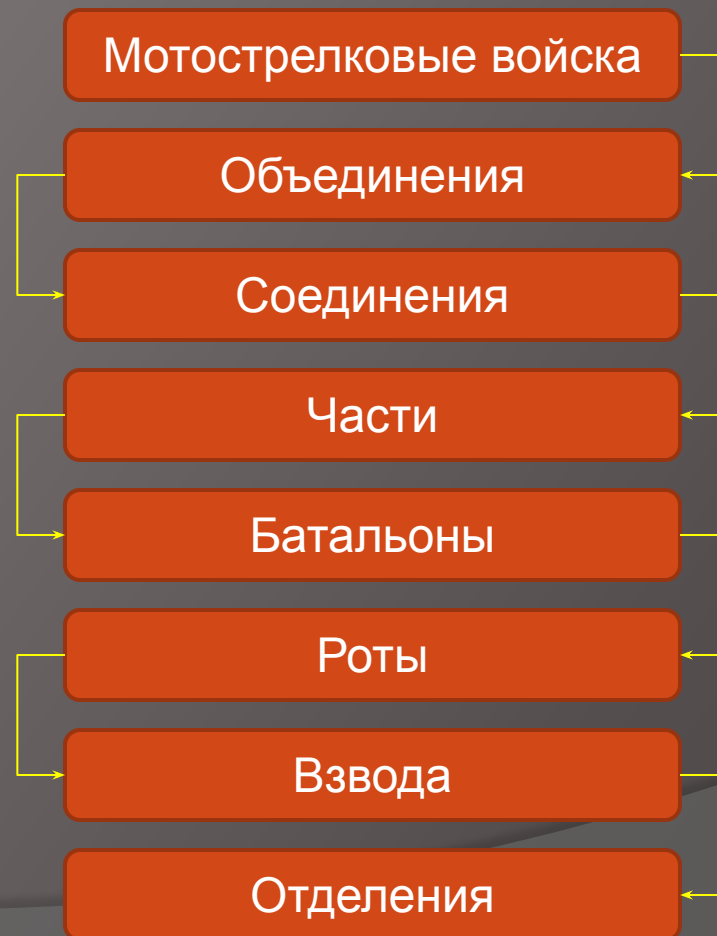 Мотострелковые войска
Объединения
Соединения
Части
Батальоны
Роты
Взвода
Отделения